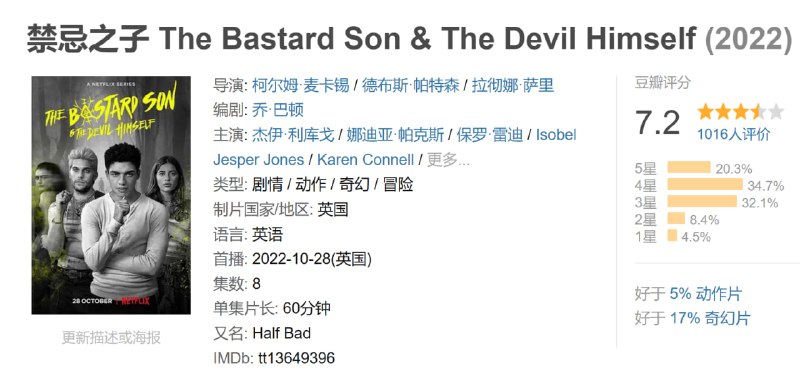 禁忌之子 The Bastard Son & The Devil Himself (2022)
A NETFLIX SERIES
THE BASTARD SON
& THE DEVIL HIMSELF
28 OCTOBER | NETFLIX
更新描述或海报
导演: 柯尔姆·麦卡锡 / 德布斯·帕特森 / 拉彻娜·萨里
编剧: 乔·巴顿
主演: 杰伊·利库戈 / 娜迪亚·帕克斯 / 保罗·雷迪 / Isobel
Jesper Jones / Karen Connell / 更多...
类型: 剧情 / 动作 / 奇幻 / 冒险
制片国家/地区: 英国
语言: 英语
首播: 2022-10-28(英国)
集数: 8
单集片长: 60分钟
又名: Half Bad
IMDb: tt13649396
豆瓣评分
7.2
1016人评价
5星 20.3%
4星 34.7%
3星 32.1%
2星 8.4%
1星 4.5%
好于 5% 动作片
好于 17% 奇幻片